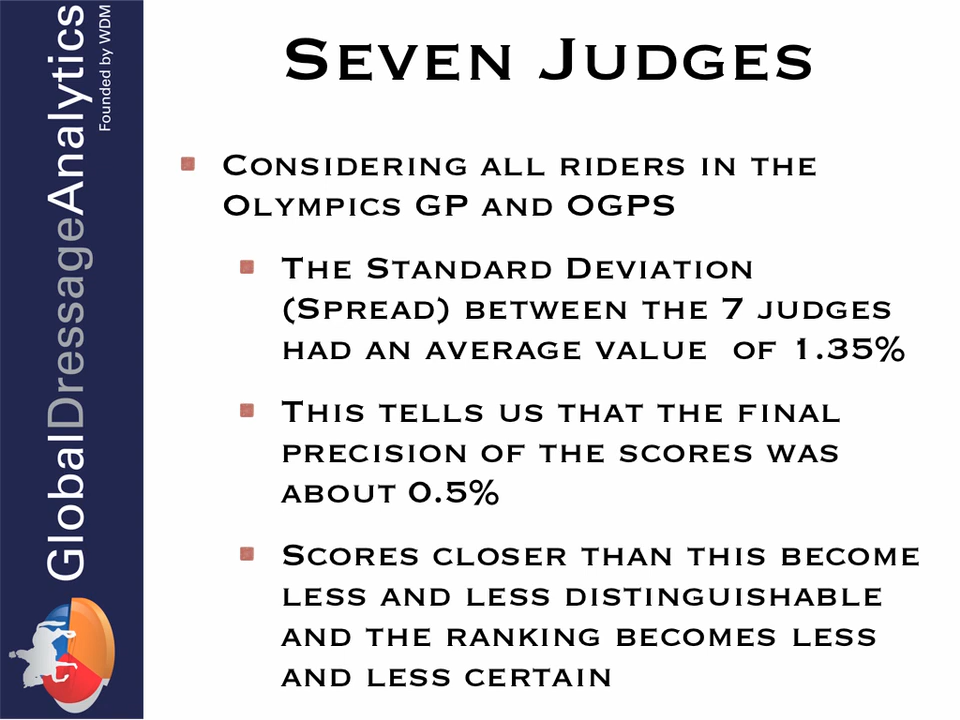 GlobalDressageAnalytics
Founded by WDM
Seven Judges
Considering all riders in the
Olympics GP and OGPS
The Standard Deviation
(Spread) between the 7 judges
had an average value of 1.35%
This tells us that the final
precision of the scores was
about 0.5%
Scores closer than this become
less and less distinguishable
and the ranking becomes less
and less certain